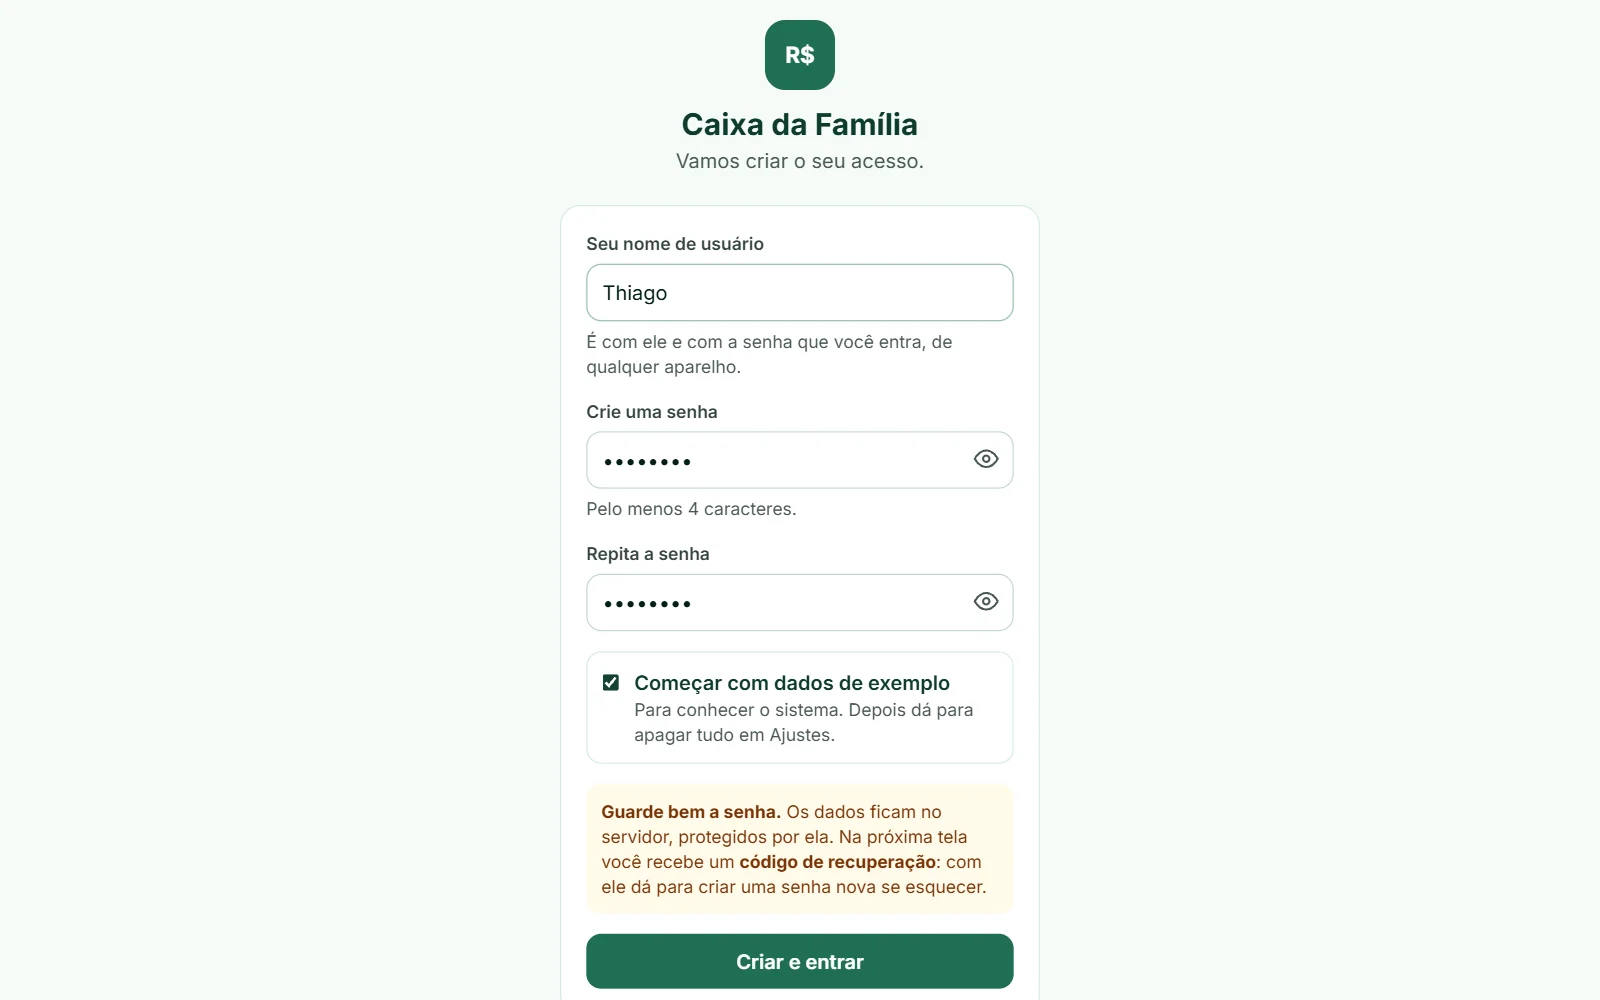 R$
Caixa da Família
Vamos criar o seu acesso.
Seu nome de usuário
Thiago
É com ele e com a senha que você entra, de
qualquer aparelho.
Crie uma senha
••••••••
Pelo menos 4 caracteres.
Repita a senha
••••••••
Começar com dados de exemplo
Para conhecer o sistema. Depois dá para
apagar tudo em Ajustes.
Guarde bem a senha. Os dados ficam no
servidor, protegidos por ela. Na próxima tela
você recebe um código de recuperação: com
ele dá para criar uma senha nova se esquecer.
Criar e entrar